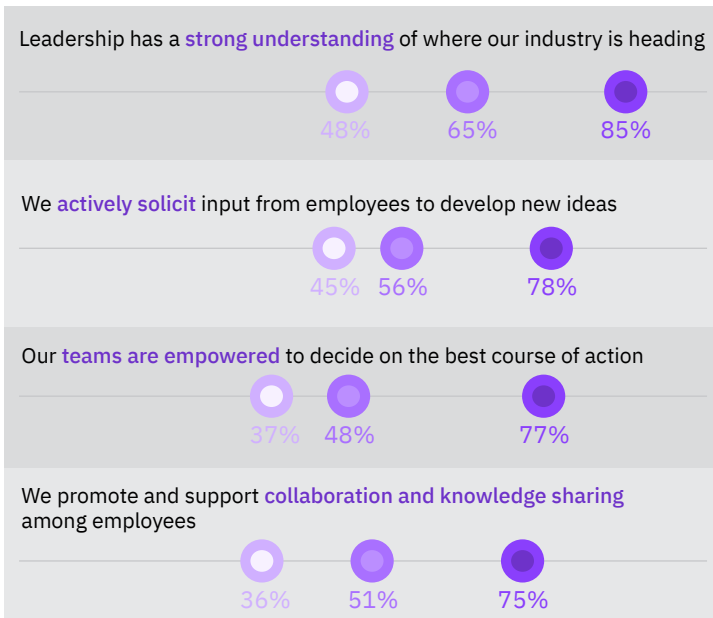 Leadership has a strong understanding of where our industry is heading
48% 65% 85%
We actively solicit input from employees to develop new ideas
45% 56% 78%
Our teams are empowered to decide on the best course of action
37% 48% 77%
We promote and support collaboration and knowledge sharing
among employees
36% 51% 75%